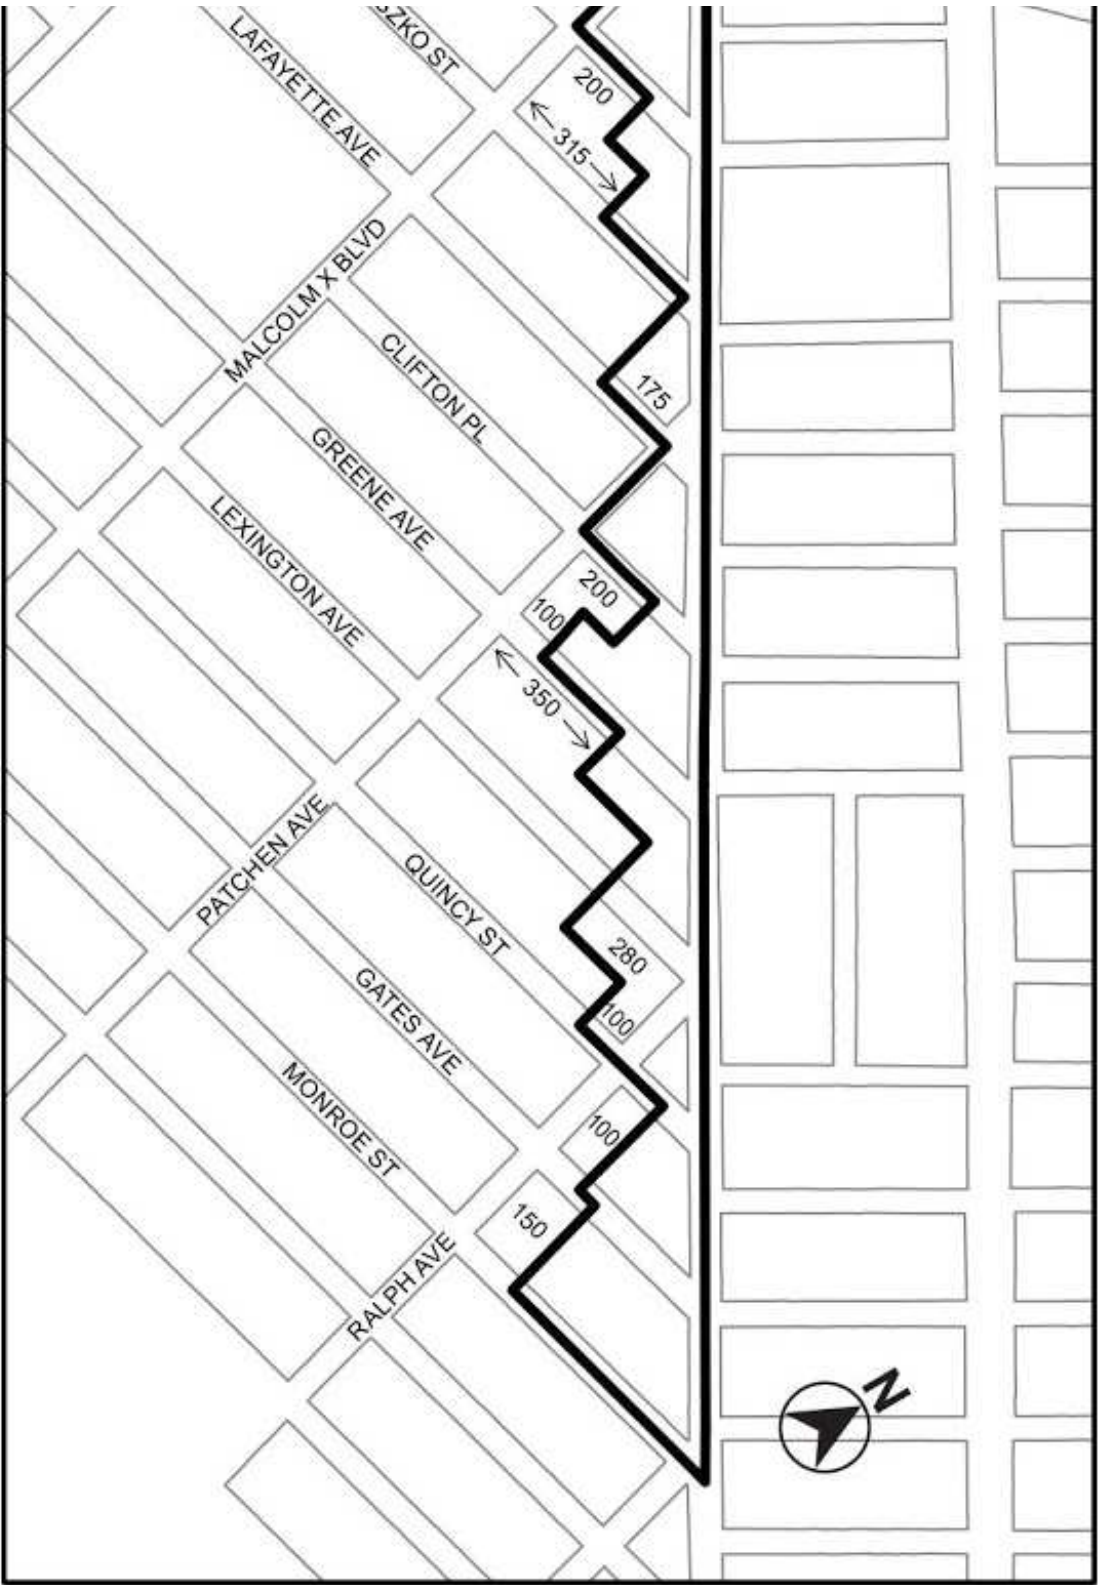 SZKO ST
LAFAYETTE AVE
200
315
MALCOLM X BLVD
CLIFTON PL
175
GREENE AVE
LEXINGTON AVE
200
100
350
PATCHEN AVE
QUINCY ST
280
100
GATES AVE
MONROE ST
100
150
RALPH AVE
N